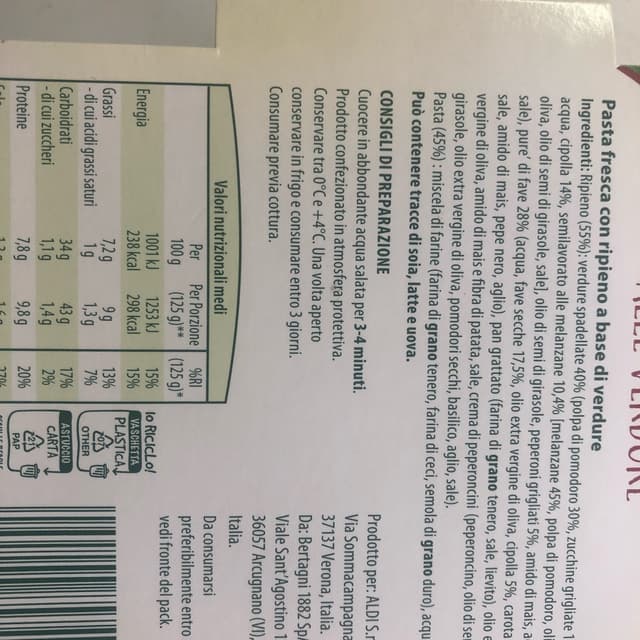 Pasta fresca con ripieno a base di verdure
Ingredienti: Ripieno (55%): verdure spadellate 40% (polpa di pomodoro 30%, zucchine grigliate
acqua, cipolla 14%, semilavorato alle melanzane 10,4% [melanzane 45%, polpa di pomodoro,
oliva, olio di semi di girasole, sale], olio di semi di girasole, peperoni grigliati 5%, amido di mais,
sale), pure' di fave 28% (acqua, fave secche 17,5%, olio extra vergine di oliva, cipolla 5%, carota
sale, amido di mais, pepe nero, aglio), pan grattato (farina di grano tenero, sale, lievito), olio
vergine di oliva, amido di mais e fibra di patata, sale, crema di peperoncini (peperoncino, olio di
girasole, olio extra vergine di oliva, pomodori secchi, basilico, aglio, sale).
Pasta (45%) : miscela di farine (farina di grano tenero, farina di ceci, semola di grano duro),
Può contenere tracce di soia, latte e uova.
CONSIGLI DI PREPARAZIONE
Cuocere in abbondante acqua salata per 3-4 minuti.
Prodotto confezionato in atmosfera protettiva.
Conservare tra 0°C e +4°C. Una volta aperto
conservare in frigo e consumare entro 3 giorni.
Consumare previa cottura.
Valori nutrizionali medi
Per 100 g Per Porzione (125 g)** %RI (125 g)*
Energia 1001 kJ 1253 kJ 15%
238 kcal 298 kcal 15%
Grassi 7,2 g 9 g 13%
- di cui acidi grassi saturi 1 g 1,3 g 7%
Carboidrati 34 g 43 g 17%
- di cui zuccheri 1,1 g 1,4 g 2%
Proteine 7,8 g 9,8 g 20%
Io RiCiCLo!
VASCHETTA
PLASTICA
OTHER
ASTUCCIO
CARTA
PAP
Prodotto per: ALDI S.r
Via Sommacampagna
37137 Verona, Italia.
Da: Bertagni 1882 Sp
Viale Sant'Agostino 1
36057 Arcugnano (VI),
Italia.
Da consumarsi
preferibilmente entro
vedi fronte del pack.